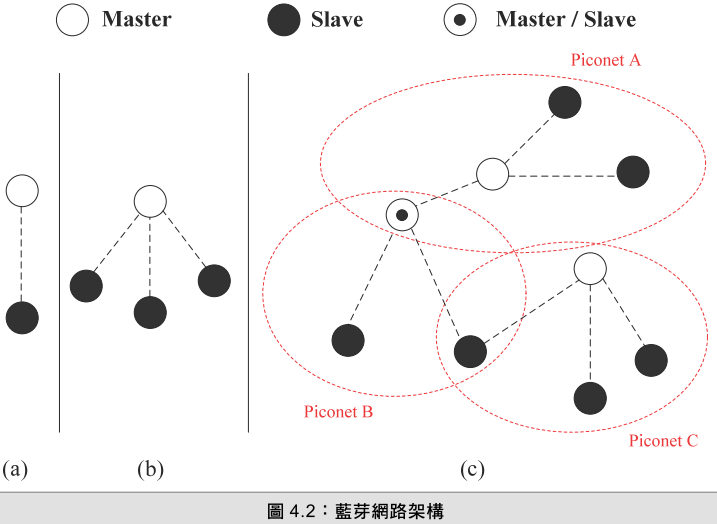 Master Slave Master / Slave
Piconet A
Piconet B
Piconet C
(a) (b) (c)
圖 4.2：藍芽網路架構